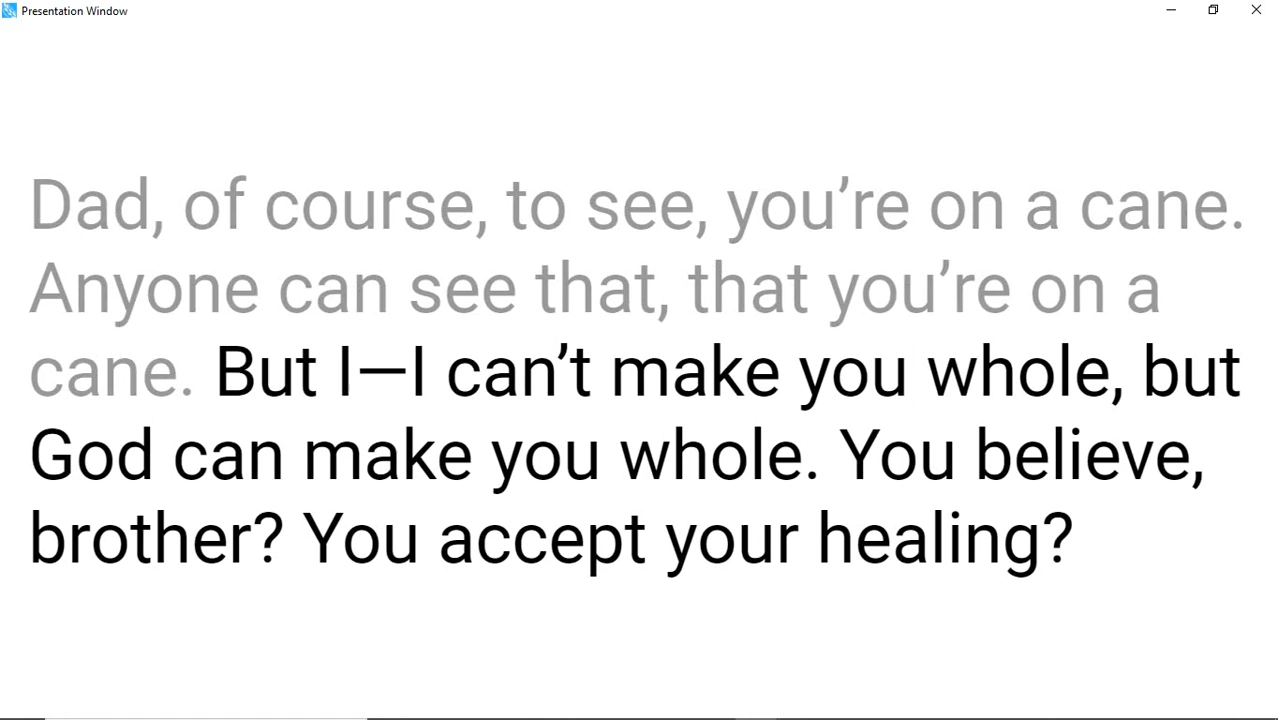 Presentation Window
Dad, of course, to see, you’re on a cane.
Anyone can see that, that you’re on a
cane. But I—I can’t make you whole, but
God can make you whole. You believe,
brother? You accept your healing?